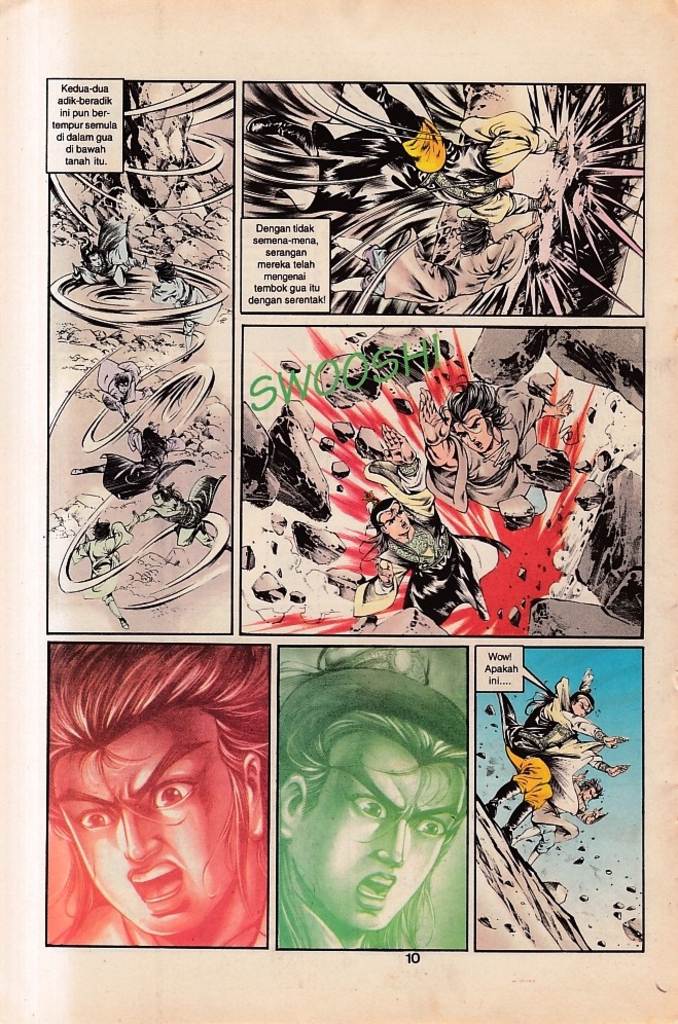 Kedua-dua
adik-beradik
ini pun ber-
tempur semula
di dalam gua
di bawah
tanah itu.
Dengan tidak
semena-mena,
serangan
mereka telah
mengenai
tembok gua itu
dengan serentak!
SWOOSH!
Wow!
Apakah
ini....
10